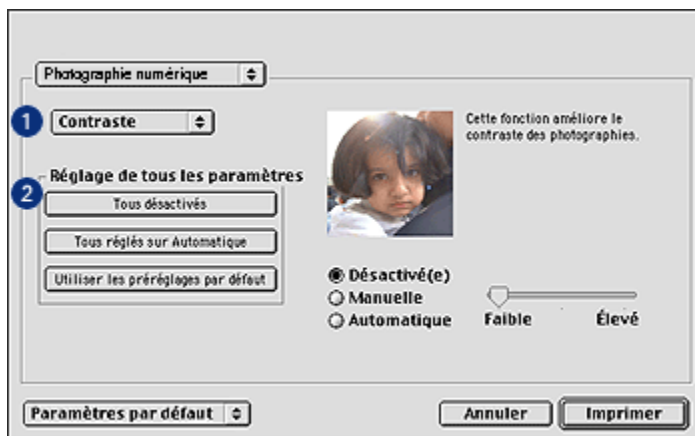 Photographie numérique
1
Contraste
Cette fonction améliore le
contraste des photographies.
Réglage de tous les paramètres
2
Tous désactivés
Tous réglés sur Automatique
Utiliser les préréglages par défaut
Désactivé(e)
Manuelle
Automatique
Faible
Élevé
Paramètres par défaut
Annuler
Imprimer